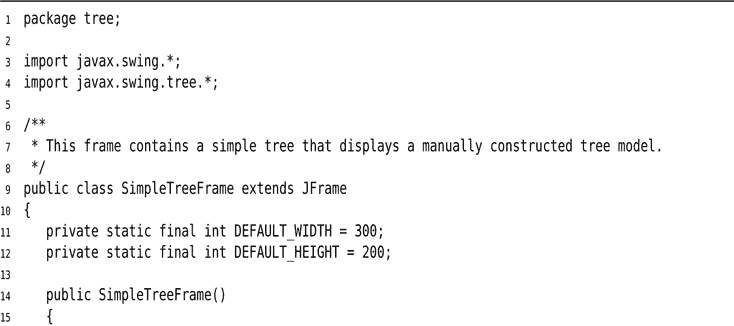 1 package tree;
2
3 import javax.swing.*;
4 import javax.swing.tree.*;
5
6 /**
7  * This frame contains a simple tree that displays a manually constructed tree model.
8  */
9 public class SimpleTreeFrame extends JFrame
10 {
11    private static final int DEFAULT_WIDTH = 300;
12    private static final int DEFAULT_HEIGHT = 200;
13
14    public SimpleTreeFrame()
15    {